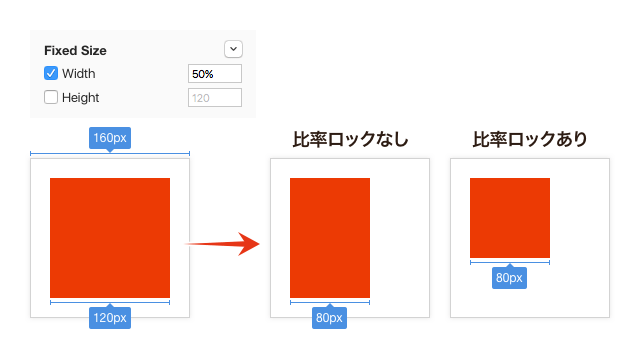 Fixed Size
Width 50%
Height 120
160px
比率ロックなし
比率ロックあり
80px
120px
80px